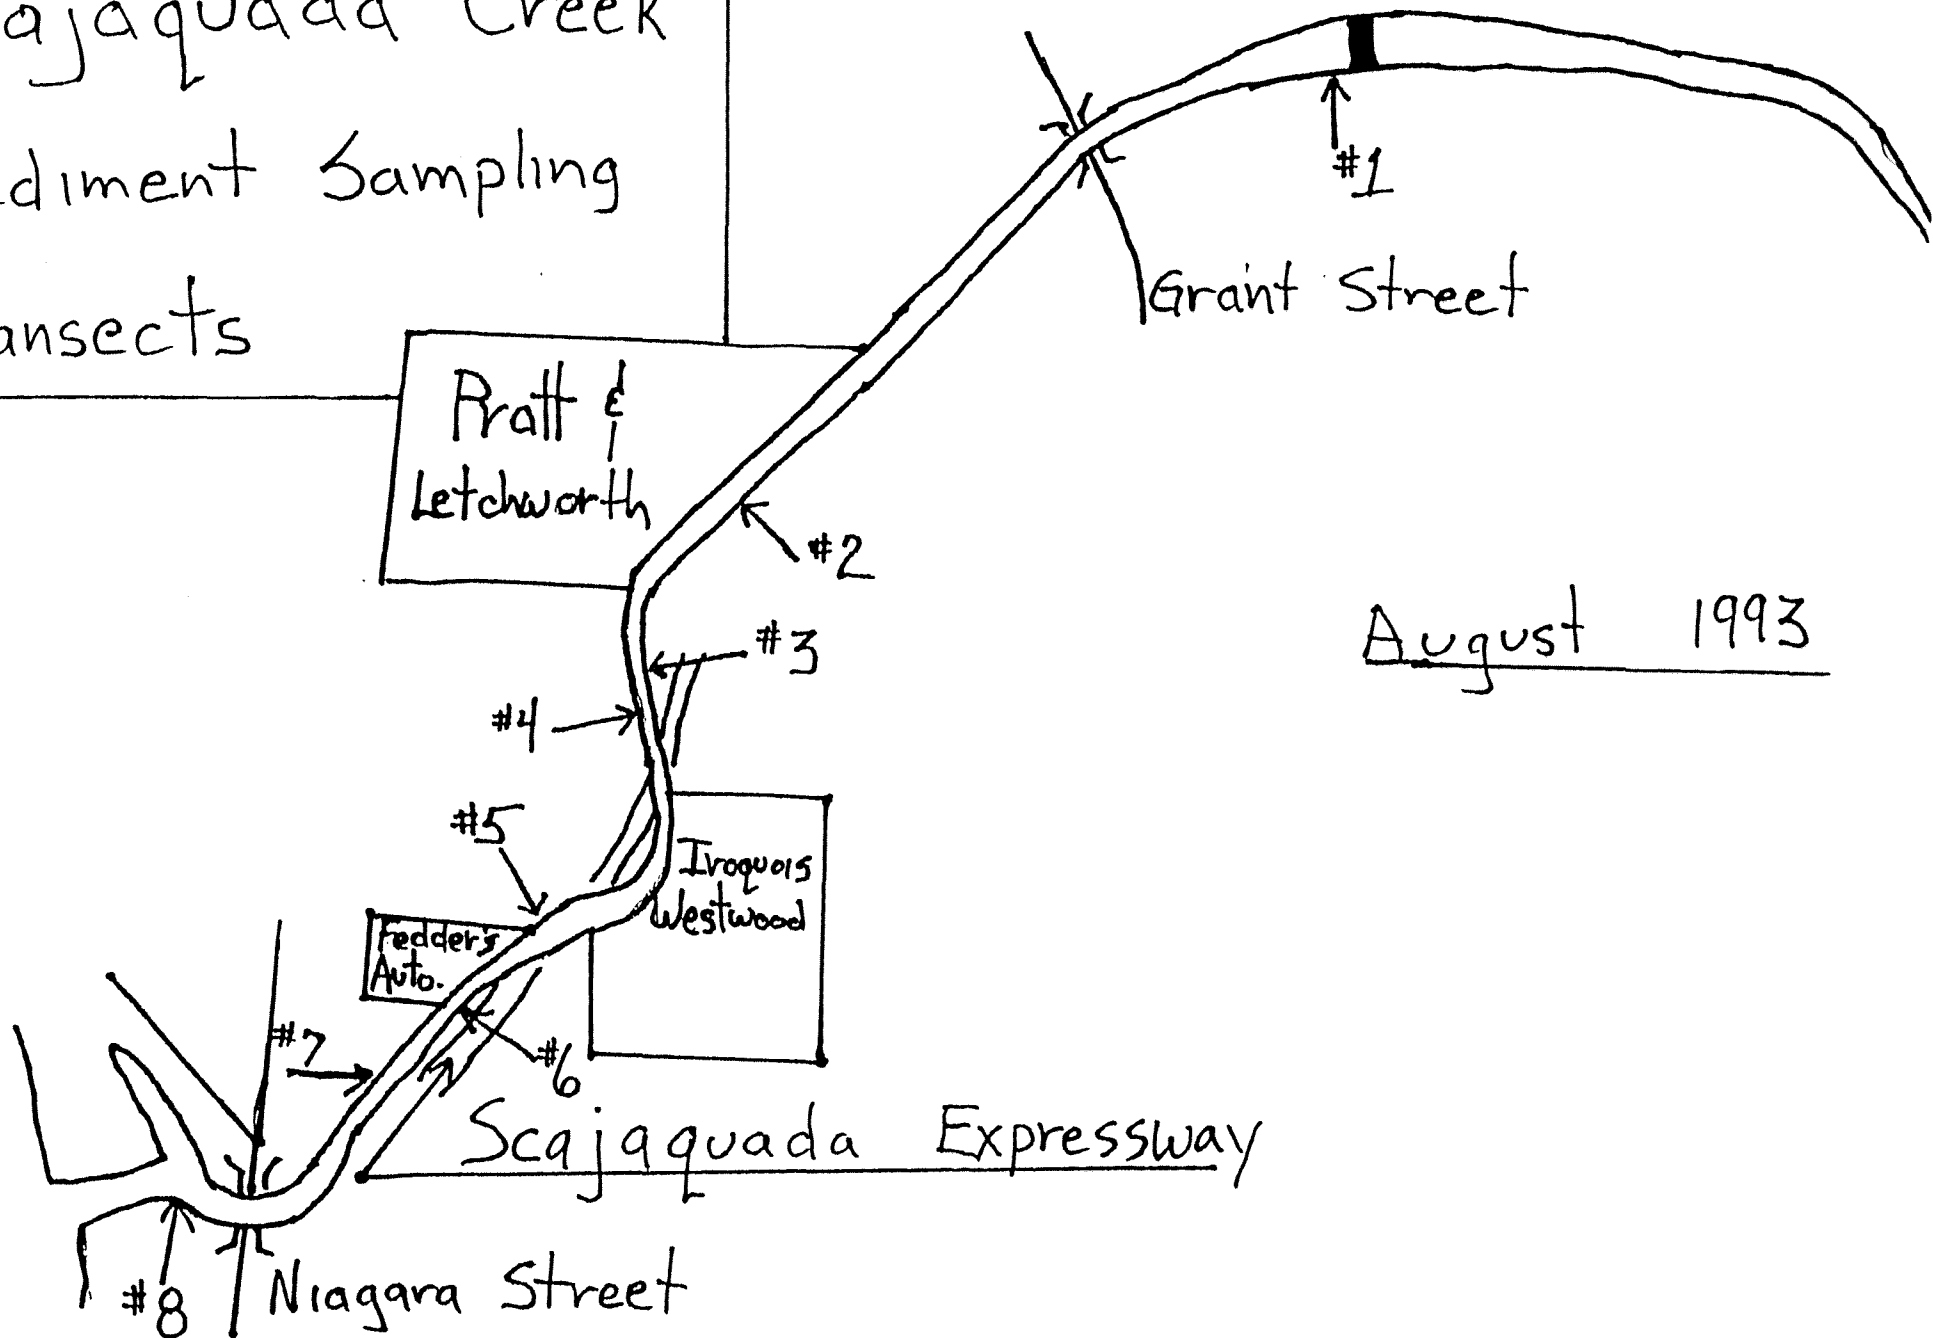 ajaquada Creek
diment Sampling
ansects
#1
Grant Street
Pratt &
Letchworth
#2
August 1993
#3
#4
#5
Iroquois
Westwood
Fedder's
Auto.
#7
#6
Scajaquada Expressway
#8
Niagara Street